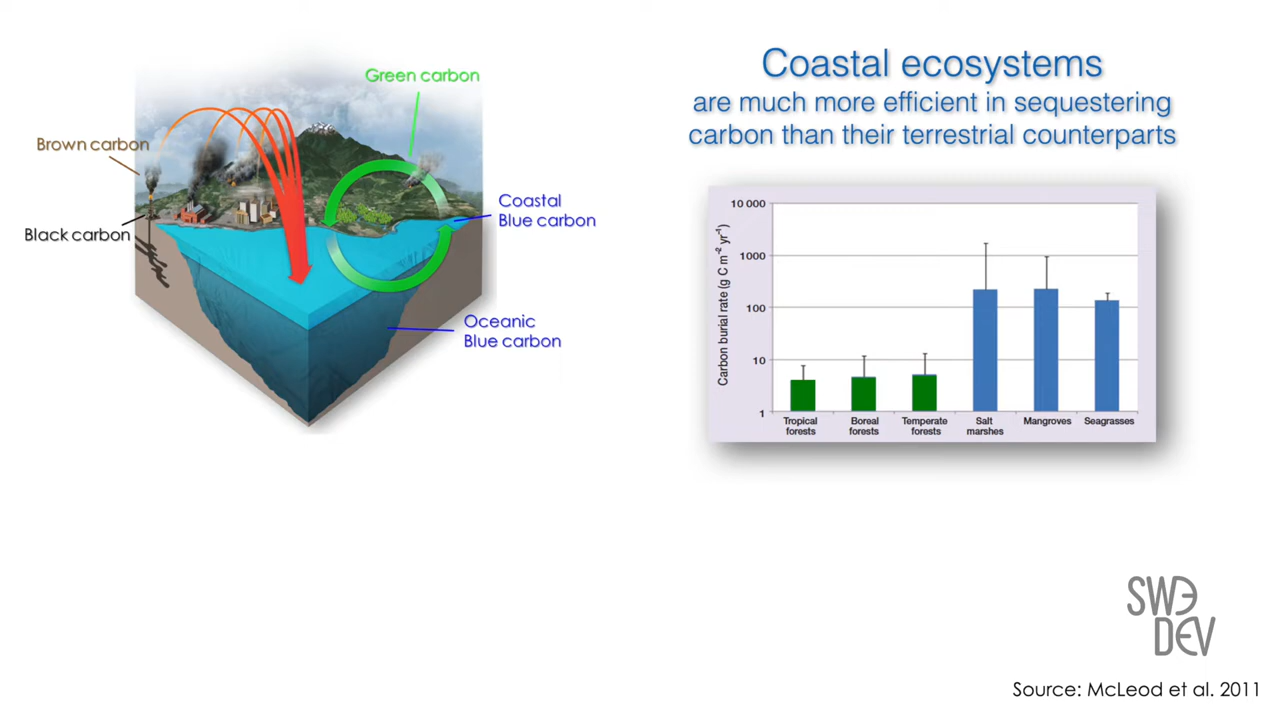 Green carbon
Brown carbon
Black carbon
Coastal
Blue carbon
Oceanic
Blue carbon
Coastal ecosystems
are much more efficient in sequestering
carbon than their terrestrial counterparts
Carbon burial rate (g C m⁻² yr⁻¹)
10 000
1000
100
10
1
Tropical
forests
Boreal
forests
Temperate
forests
Salt
marshes
Mangroves
Seagrasses
SWE
DEV
Source: McLeod et al. 2011